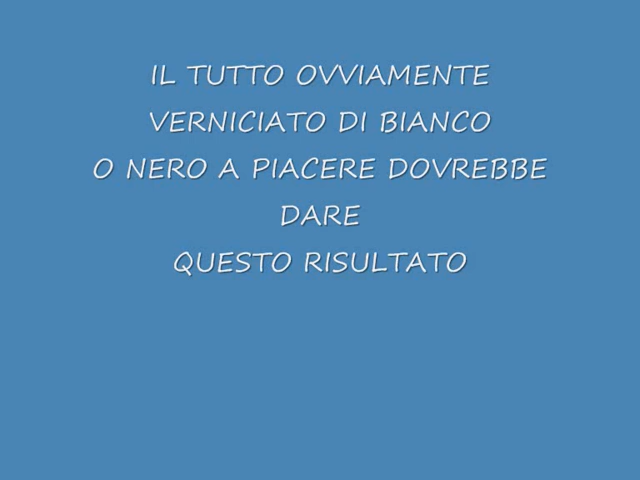 IL TUTTO OVVIAMENTE
VERNICIATO DI BIANCO
O NERO A PIACERE DOVREBBE
DARE
QUESTO RISULTATO